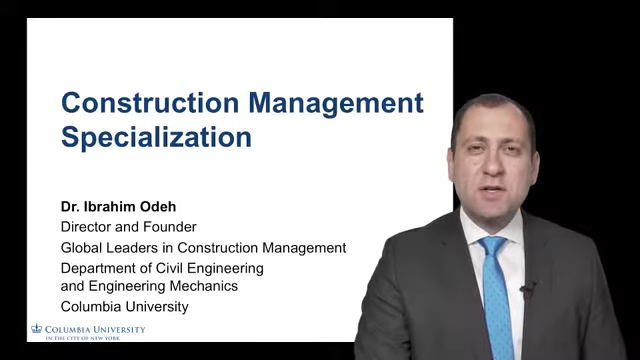 Construction Management
Specialization
Dr. Ibrahim Odeh
Director and Founder
Global Leaders in Construction Management
Department of Civil Engineering
and Engineering Mechanics
Columbia University
COLUMBIA UNIVERSITY
IN THE CITY OF NEW YORK